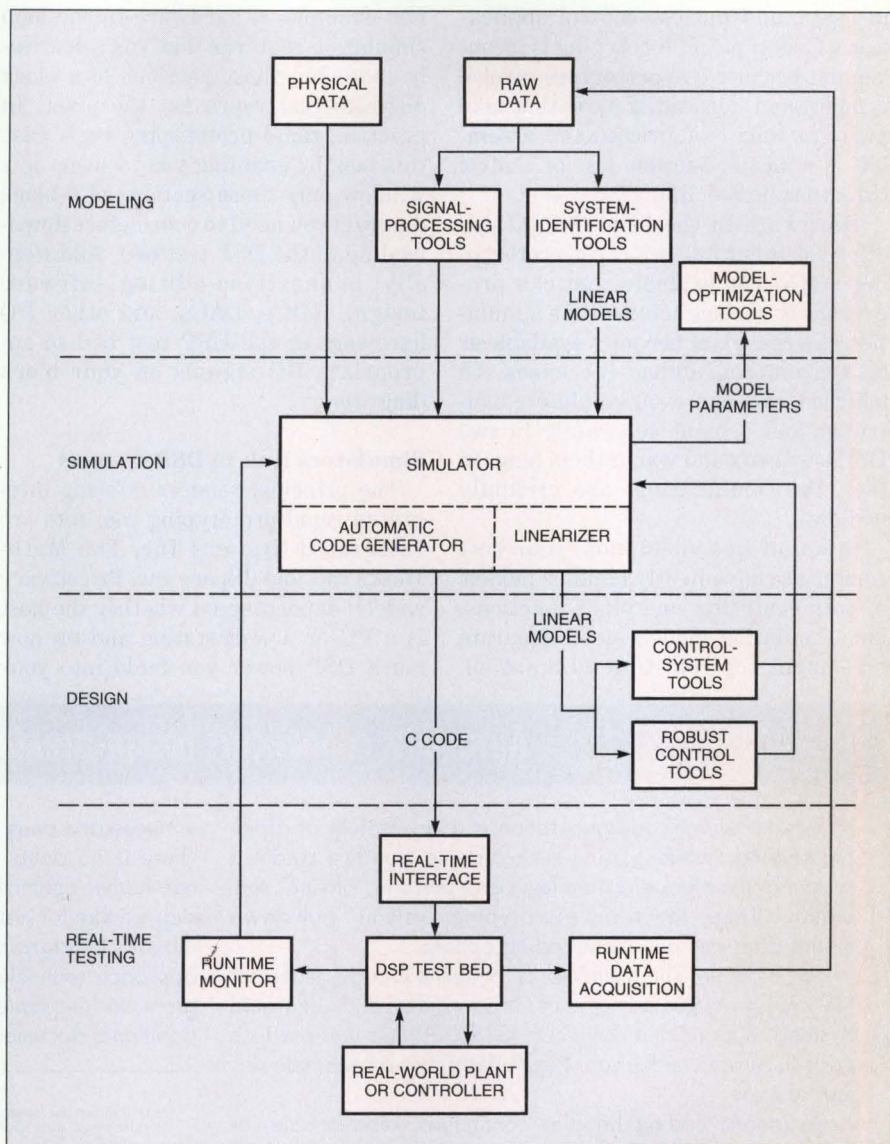 PHYSICAL
DATA
RAW
DATA
MODELING
SIGNAL-
PROCESSING
TOOLS
SYSTEM-
IDENTIFICATION
TOOLS
MODEL-
OPTIMIZATION
TOOLS
LINEAR
MODELS
MODEL
PARAMETERS
SIMULATION
SIMULATOR
AUTOMATIC
CODE GENERATOR
LINEARIZER
LINEAR
MODELS
CONTROL-
SYSTEM
TOOLS
DESIGN
C CODE
ROBUST
CONTROL
TOOLS
REAL-TIME
INTERFACE
REAL-TIME
TESTING
RUNTIME
MONITOR
DSP TEST BED
RUNTIME
DATA
ACQUISITION
REAL-WORLD PLANT
OR CONTROLLER